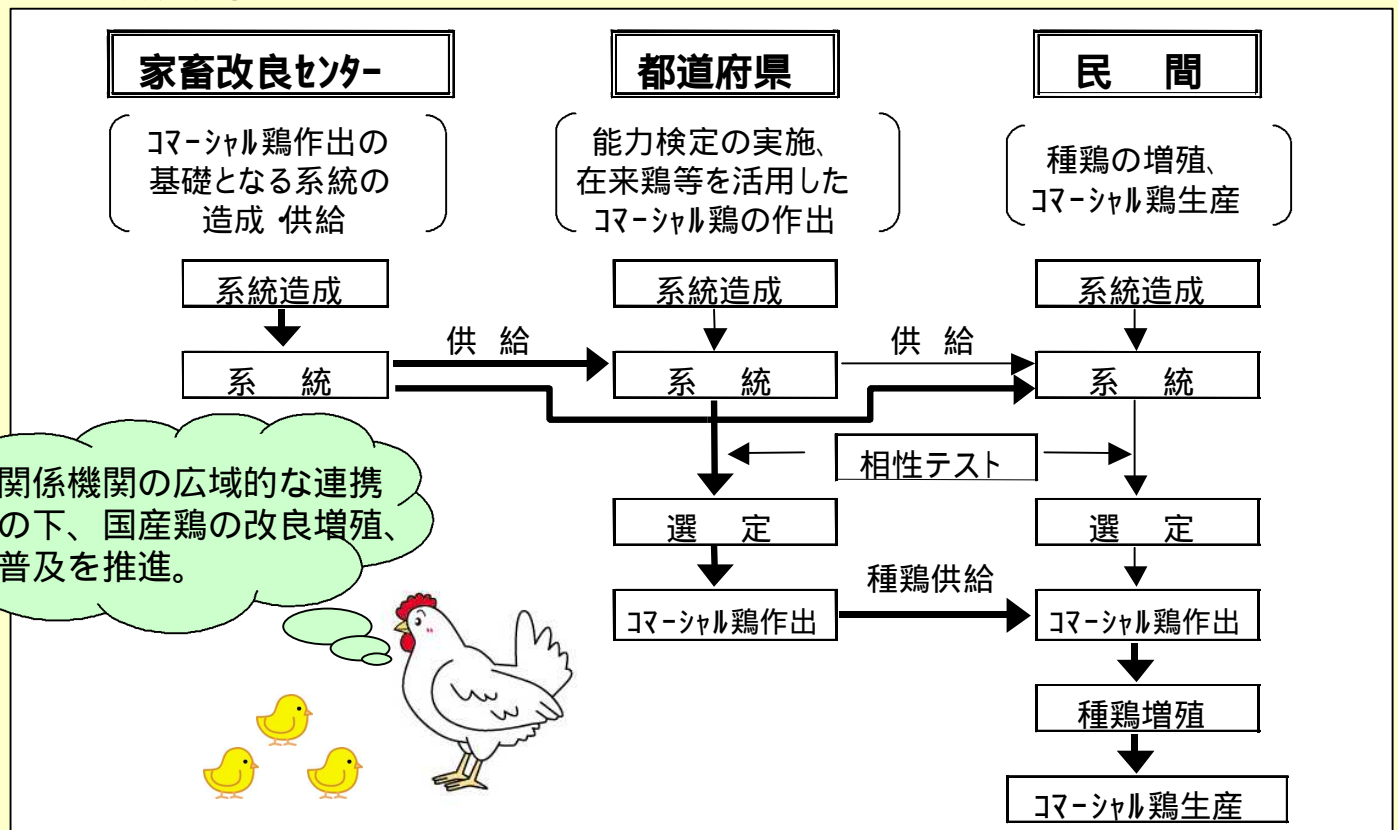 家畜改良ｾﾝﾀｰ
都道府県
民　間
ｺﾏｰｼｬﾙ鶏作出の
基礎となる系統の
造成・供給
能力検定の実施、
在来鶏等を活用した
ｺﾏｰｼｬﾙ鶏の作出
種鶏の増殖、
ｺﾏｰｼｬﾙ鶏生産
系統造成
系統造成
系統造成
供　給
供　給
系　統
系　統
系　統
相性テスト
関係機関の広域的な連携
の下、国産鶏の改良増殖、
普及を推進。
選　定
選　定
種鶏供給
ｺﾏｰｼｬﾙ鶏作出
ｺﾏｰｼｬﾙ鶏作出
種鶏増殖
ｺﾏｰｼｬﾙ鶏生産